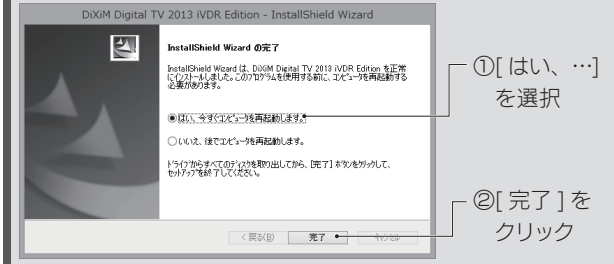 DiXiM Digital TV 2013 iVDR Edition - InstallShield Wizard
InstallShield Wizard の完了
InstallShield Wizard は、DiXiM Digital TV 2013 iVDR Edition を正常
にインストールしました。このプログラムを使用する前に、コンピュータを再起動する
必要があります。
はい、今すぐコンピュータを再起動します。
いいえ、後でコンピュータを再起動します。
ドライブからすべてのディスクを取り出してから、[完了] ボタンをクリックして、
セットアップを終了してください。
< 戻る(B)
完了
キャンセル
①[ はい、…]
を選択
②[ 完了 ] を
クリック